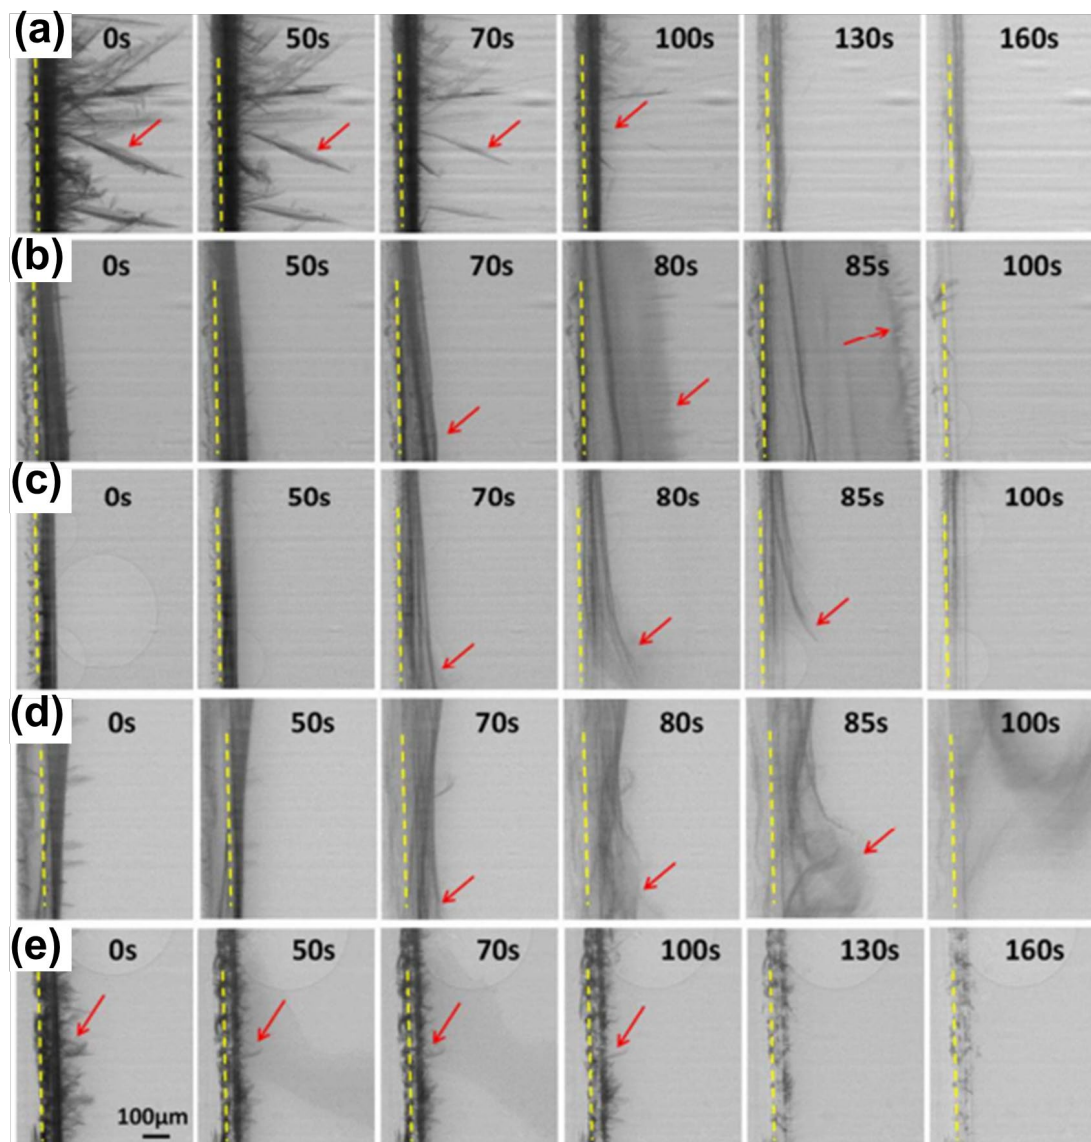 (a) 0s 50s 70s 100s 130s 160s
(b) 0s 50s 70s 80s 85s 100s
(c) 0s 50s 70s 80s 85s 100s
(d) 0s 50s 70s 80s 85s 100s
(e) 0s 50s 70s 100s 130s 160s
100μm